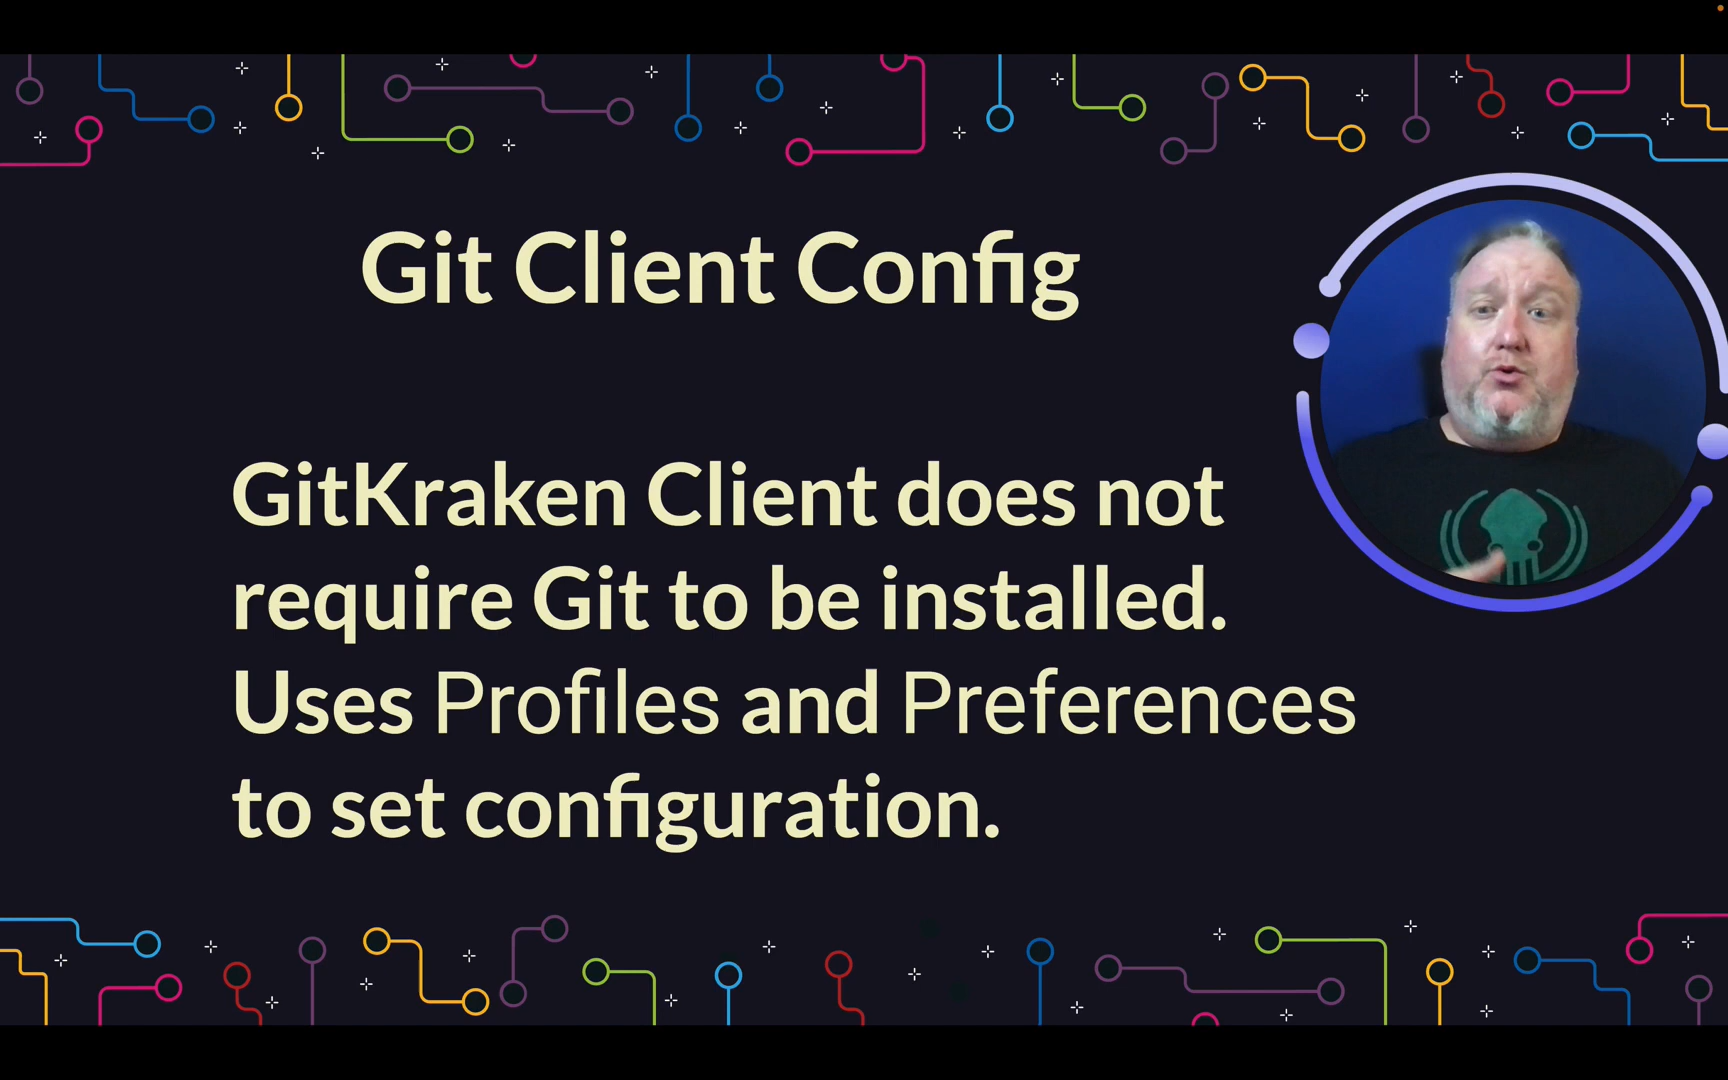 Git Client Config
GitKraken Client does not
require Git to be installed.
Uses Profiles and Preferences
to set configuration.